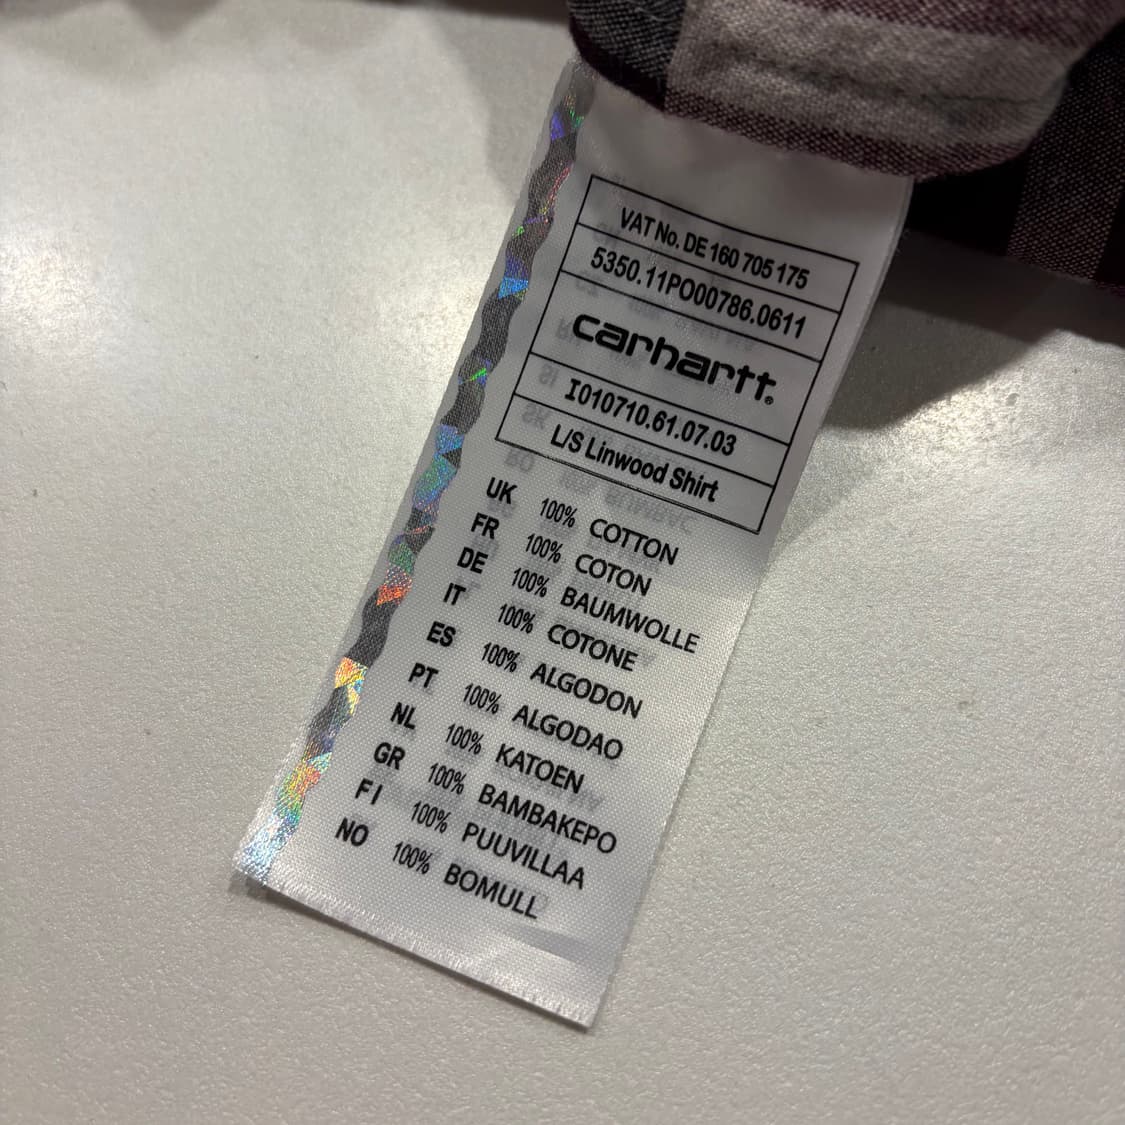 VAT No. DE 160 705 175
5350.11PO00786.0611
carhartt®
I010710.61.07.03
L/S Linwood Shirt
UK 100% COTTON
FR 100% COTON
DE 100% BAUMWOLLE
IT 100% COTONE
ES 100% ALGODON
PT 100% ALGODAO
NL 100% KATOEN
GR 100% BAMBAKEPO
FI 100% PUUVILLAA
NO 100% BOMULL